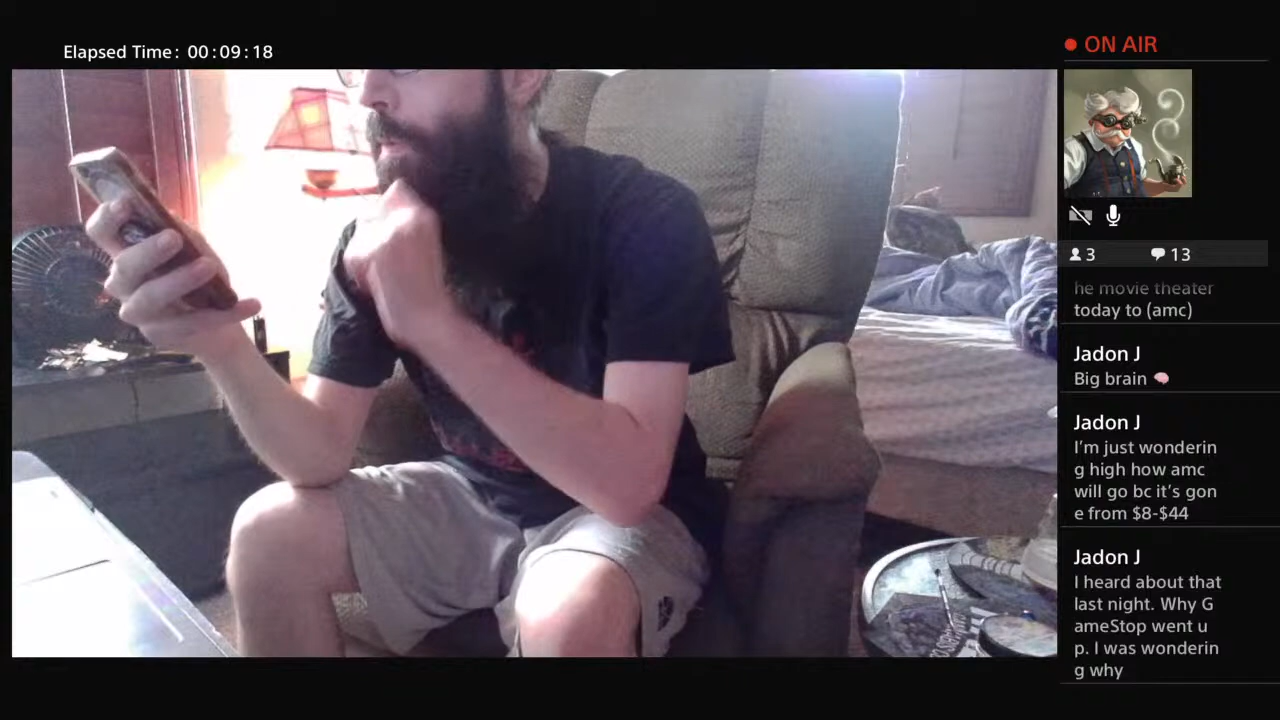 Elapsed Time: 00:09:18
ON AIR
3
13
he movie theater
today to (amc)
Jadon J
Big brain 🧠
Jadon J
I'm just wonderin
g high how amc
will go bc it's gon
e from $8-$44
Jadon J
I heard about that
last night. Why G
ameStop went u
p. I was wonderin
g why